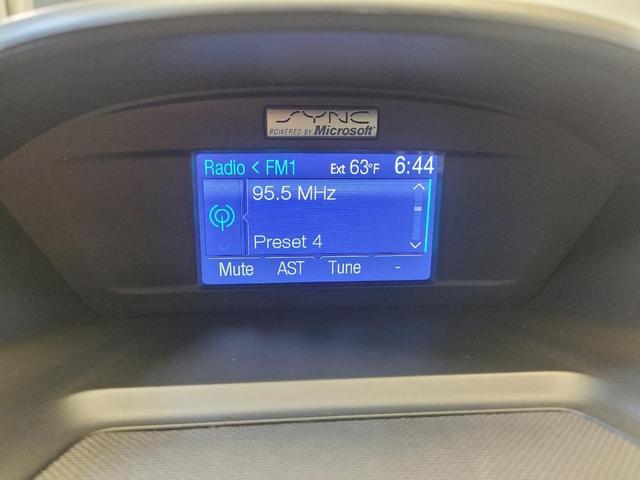 SYNC
POWERED BY Microsoft
Radio < FM1 Ext 63°F 6:44
95.5 MHz
Preset 4
Mute AST Tune -